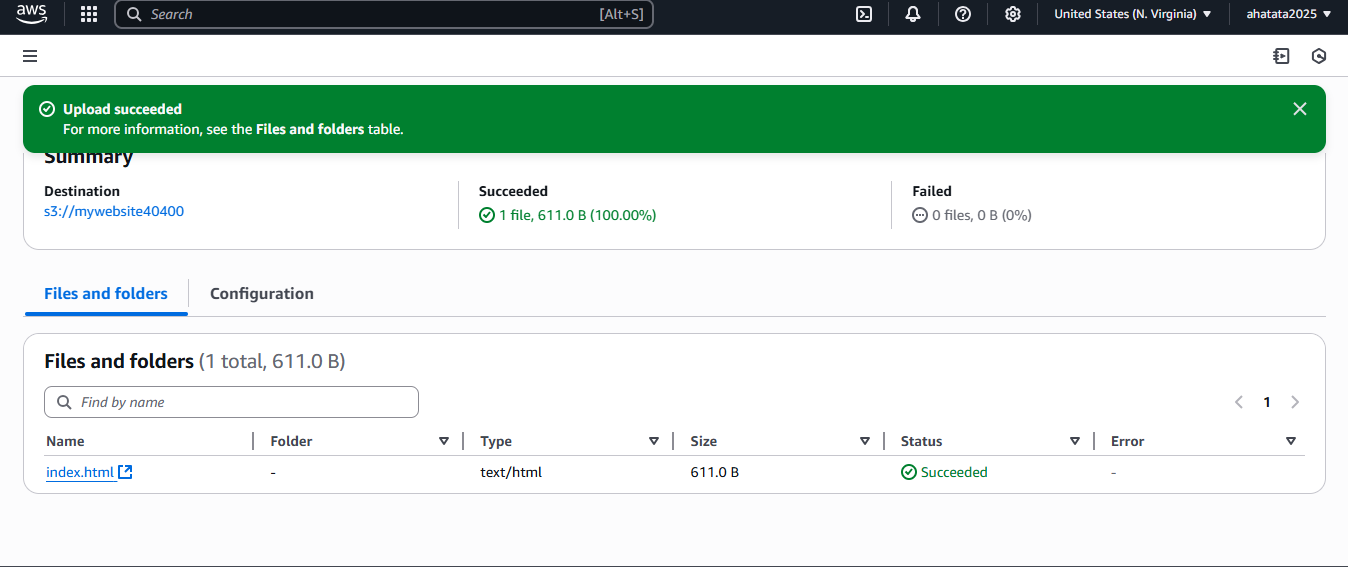 aws Search [Alt+S] United States (N. Virginia) ahatata2025
Upload succeeded
For more information, see the Files and folders table.
Summary
Destination
s3://mywebsite40400
Succeeded
1 file, 611.0 B (100.00%)
Failed
0 files, 0 B (0%)
Files and folders Configuration
Files and folders (1 total, 611.0 B)
Find by name
1
Name Folder Type Size Status Error
index.html - text/html 611.0 B Succeeded -